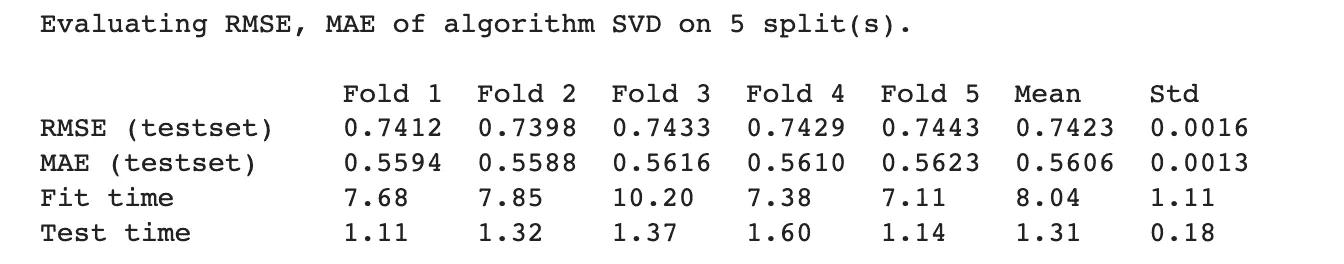 Evaluating RMSE, MAE of algorithm SVD on 5 split(s).
Fold 1 Fold 2 Fold 3 Fold 4 Fold 5 Mean Std
RMSE (testset) 0.7412 0.7398 0.7433 0.7429 0.7443 0.7423 0.0016
MAE (testset) 0.5594 0.5588 0.5616 0.5610 0.5623 0.5606 0.0013
Fit time 7.68 7.85 10.20 7.38 7.11 8.04 1.11
Test time 1.11 1.32 1.37 1.60 1.14 1.31 0.18